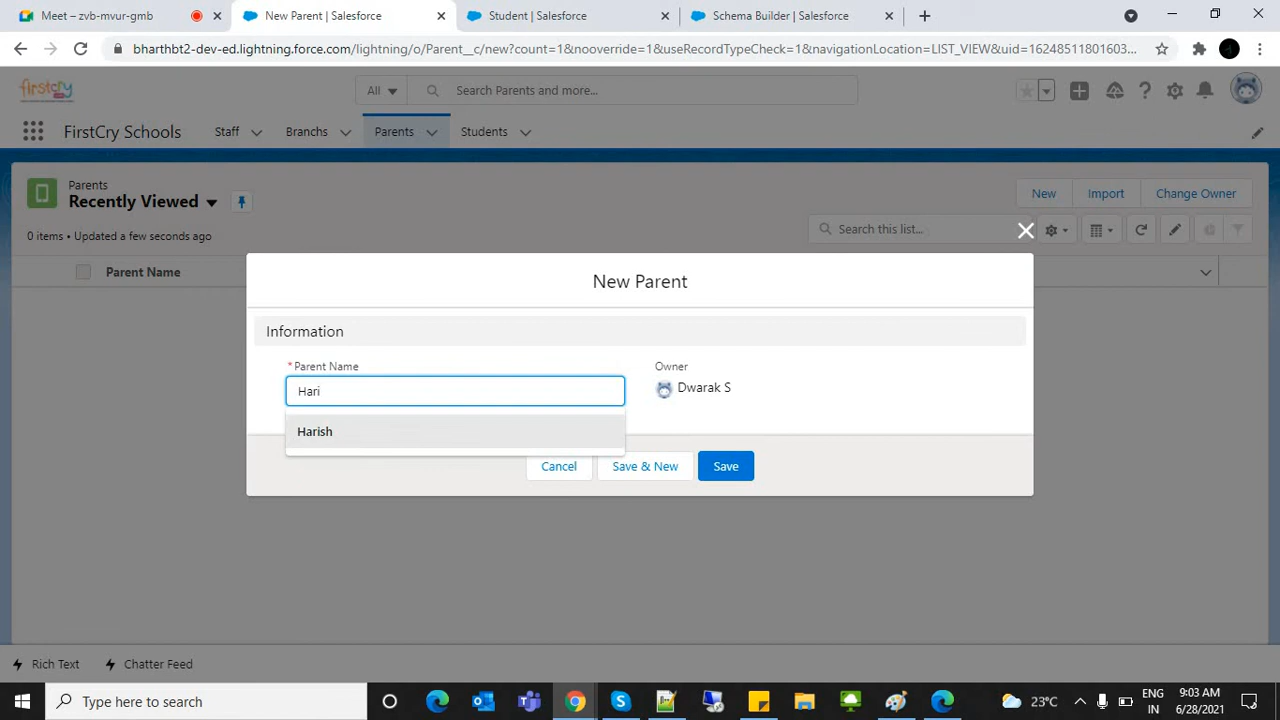 Meet – zvb-mvur-gmb
New Parent | Salesforce
Student | Salesforce
Schema Builder | Salesforce
bharthbt2-dev-ed.lightning.force.com/lightning/o/Parent__c/new?count=1&nooverride=1&useRecordTypeCheck=1&navigationLocation=LIST_VIEW&uid=16248511801603...
firstcry
All
Search Parents and more...
FirstCry Schools
Staff
Branchs
Parents
Students
Parents
Recently Viewed
New
Import
Change Owner
0 items • Updated a few seconds ago
Search this list...
Parent Name
New Parent
Information
*Parent Name
Owner
Hari
Dwarak S
Harish
Cancel
Save & New
Save
Rich Text
Chatter Feed
Type here to search
23°C
ENG
IN
9:03 AM
6/28/2021